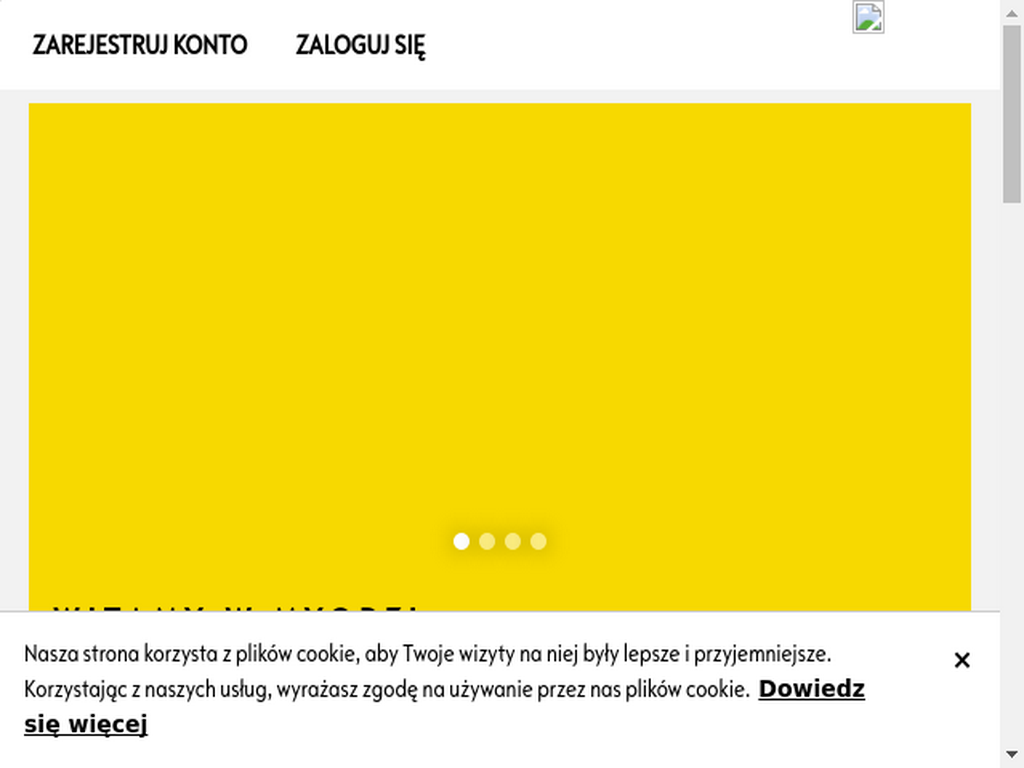 ZAREJESTRUJ KONTO
ZALOGUJ SIĘ
Nasza strona korzysta z plików cookie, aby Twoje wizyty na niej były lepsze i przyjemniejsze.
Korzystając z naszych usług, wyrażasz zgodę na używanie przez nas plików cookie. Dowiedz
się więcej
×